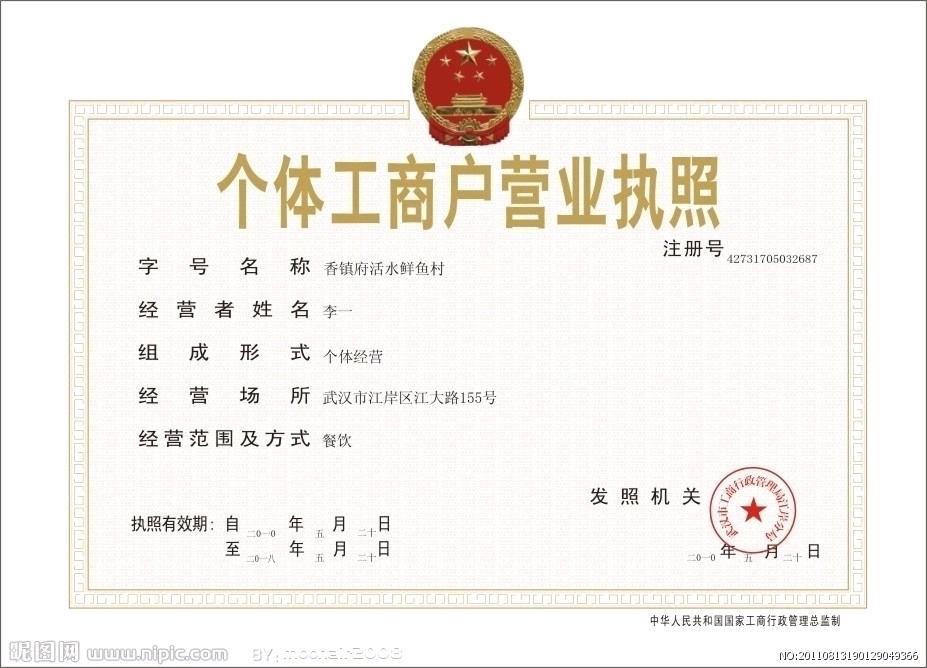 个体工商户营业执照
注册号 42731705032687
字号名称 香镇府活水鲜鱼村
经营者姓名 李一
组成形式 个体经营
经营场所 武汉市江岸区江大路155号
经营范围及方式 餐饮
发照机关
武汉市工商行政管理局江岸分局
执照有效期：自 二〇一〇 年 五 月 二十 日
至 二〇一八 年 五 月 二十 日
二〇一〇 年 五 月 二十 日
中华人民共和国国家工商行政管理总局监制
昵图网 www.nipic.com BY: moonair2008
NO:20110813190129049366